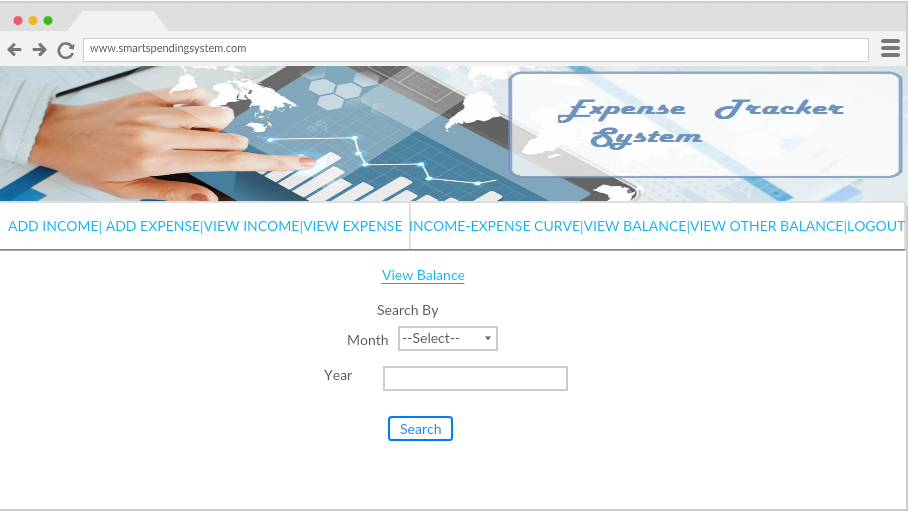 www.smartspendingsystem.com
Expense Tracker
System
ADD INCOME| ADD EXPENSE|VIEW INCOME|VIEW EXPENSE INCOME-EXPENSE CURVE|VIEW BALANCE|VIEW OTHER BALANCE|LOGOUT
View Balance
Search By
Month --Select--
Year
Search